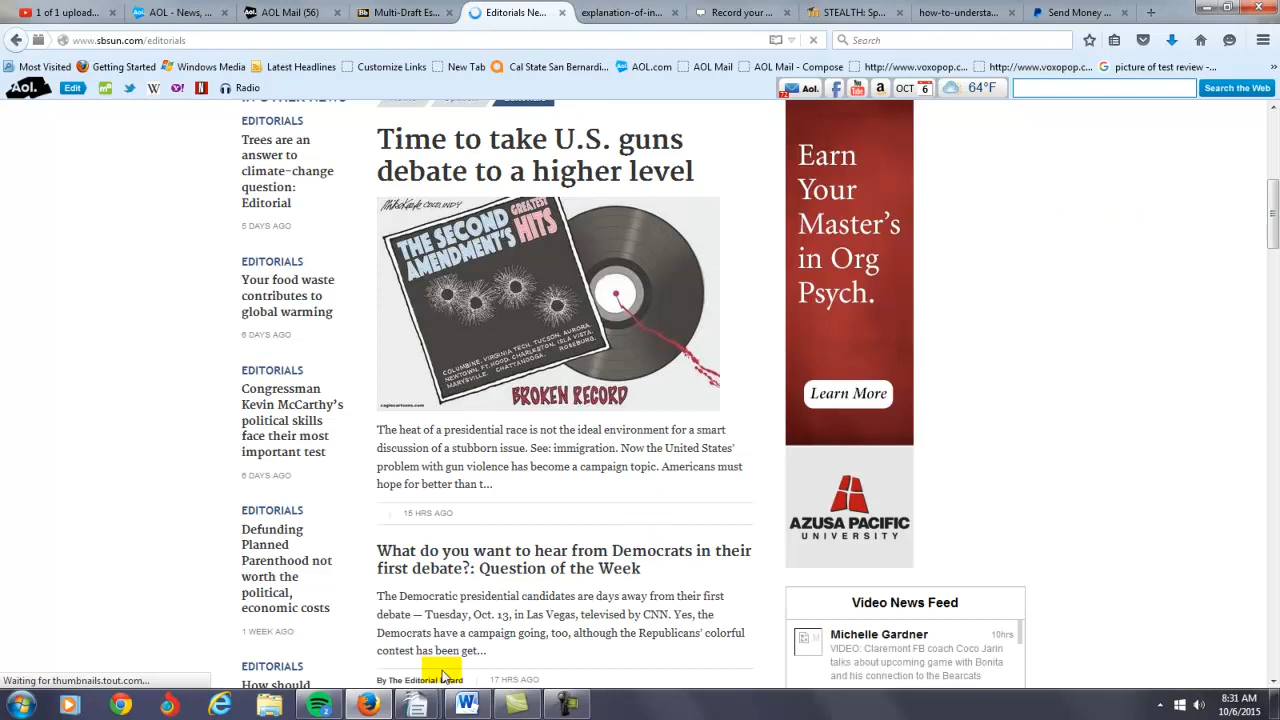 1 of 1 upload...
AOL - News, ...
AOL Mail (56)
Multi-Draft Es...
Editorials Ne...
explanation-of-in...
Record your ...
STEALTH: Sp...
how-to-understa...
Send Money ...
www.sbsun.com/editorials
Search
Most Visited
Getting Started
Windows Media
Latest Headlines
Customize Links
New Tab
Cal State San Bernardi...
AOL.com
AOL Mail
AOL Mail - Compose
http://www.voxopop.c...
http://www.voxopop.c...
picture of test review -...
Aol.
Edit
Radio
Aol.
OCT 6
64°F
Search the Web
IN OTHER NEWS
EDITORIALS
Trees are an
answer to
climate-change
question:
Editorial
5 DAYS AGO
EDITORIALS
Your food waste
contributes to
global warming
6 DAYS AGO
EDITORIALS
Congressman
Kevin McCarthy's
political skills
face their most
important test
6 DAYS AGO
EDITORIALS
Defunding
Planned
Parenthood not
worth the
political,
economic costs
1 WEEK AGO
EDITORIALS
How should
Time to take U.S. guns
debate to a higher level
THE SECOND
AMENDMENT'S
GREATEST
HITS
COLUMBINE, VIRGINIA TECH, TUCSON, AURORA,
NEWTOWN, FT. HOOD, CHARLESTON, ISLA VISTA,
MARYSVILLE, CHATTANOOGA, ROSEBURG.
BROKEN RECORD
caglecartoons.com
The heat of a presidential race is not the ideal environment for a smart
discussion of a stubborn issue. See: immigration. Now the United States'
problem with gun violence has become a campaign topic. Americans must
hope for better than t...
15 HRS AGO
What do you want to hear from Democrats in their
first debate?: Question of the Week
The Democratic presidential candidates are days away from their first
debate — Tuesday, Oct. 13, in Las Vegas, televised by CNN. Yes, the
Democrats have a campaign going, too, although the Republicans' colorful
contest has been get...
By The Editorial Board
17 HRS AGO
Earn
Your
Master's
in Org
Psych.
Learn More
AZUSA PACIFIC
UNIVERSITY
Video News Feed
Michelle Gardner
10hrs
VIDEO: Claremont FB coach Coco Jarin
talks about upcoming game with Bonita
and his connection to the Bearcats
Waiting for thumbnails.tout.com...
8:31 AM
10/6/2015